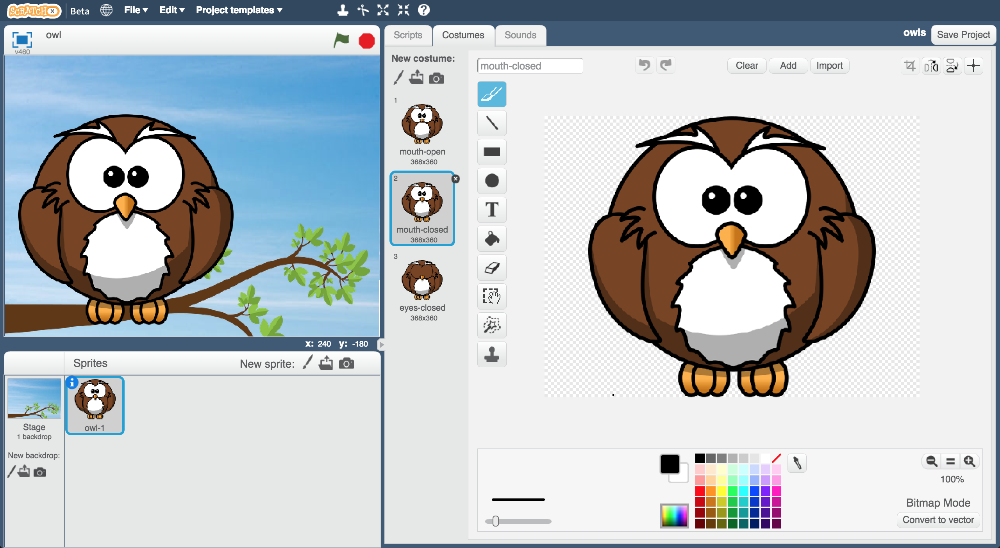 SCRATCHX Beta File Edit Project templates
owl
v460
Scripts Costumes Sounds
owls
Save Project
New costume:
mouth-closed
Clear Add Import
1
mouth-open
368x360
2
mouth-closed
368x360
3
eyes-closed
368x360
T
x: 240 y: -180
Sprites
New sprite:
Stage
1 backdrop
New backdrop:
owl-1
100%
Bitmap Mode
Convert to vector